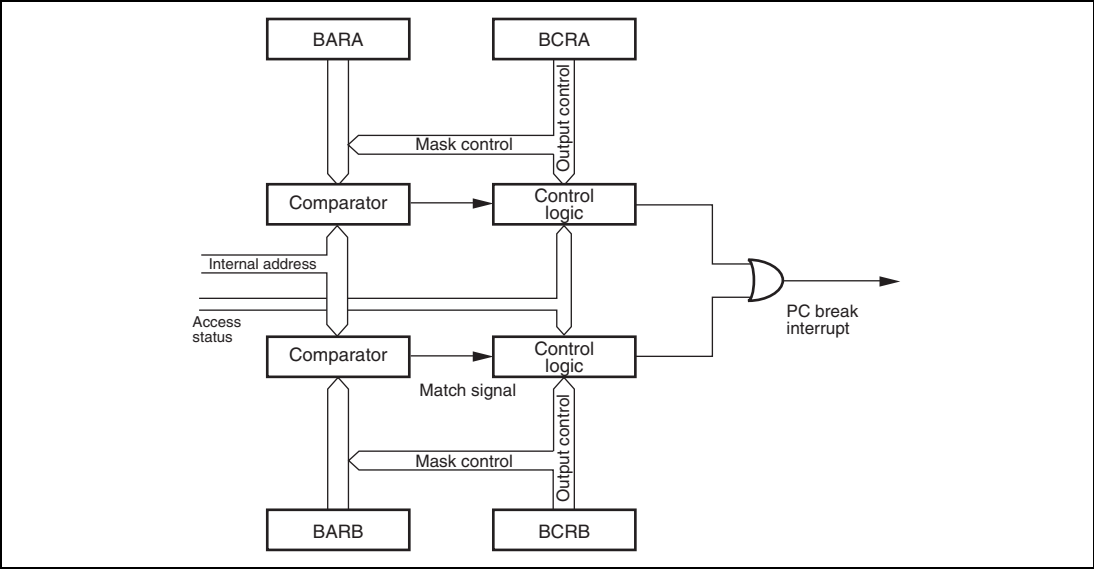 BARA
BCRA
Output control
Mask control
Comparator
Control
logic
Internal address
Access
status
PC break
interrupt
Comparator
Control
logic
Match signal
Output control
Mask control
BARB
BCRB